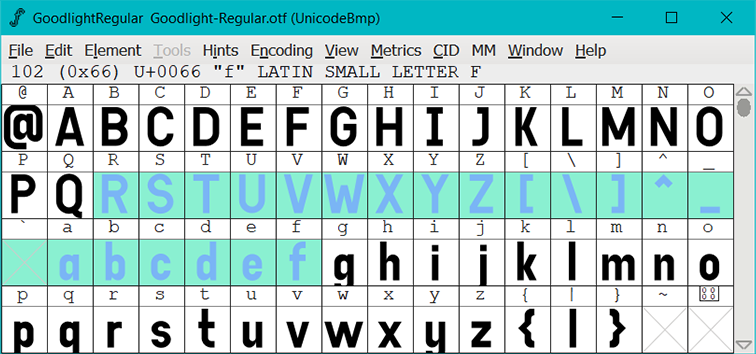 GoodlightRegular Goodlight-Regular.otf (UnicodeBmp)
File Edit Element Tools Hints Encoding View Metrics CID MM Window Help
102 (0x66) U+0066 "f" LATIN SMALL LETTER F
@ A B C D E F G H I J K L M N O
@ A B C D E F G H I J K L M N O
P Q R S T U V W X Y Z [ \ ] ^ _
P Q R S T U V W X Y Z [ \ ] ^ _
` a b c d e f g h i j k l m n o
a b c d e f g h i j k l m n o
p q r s t u v w x y z { | } ~
p q r s t u v w x y z { | }